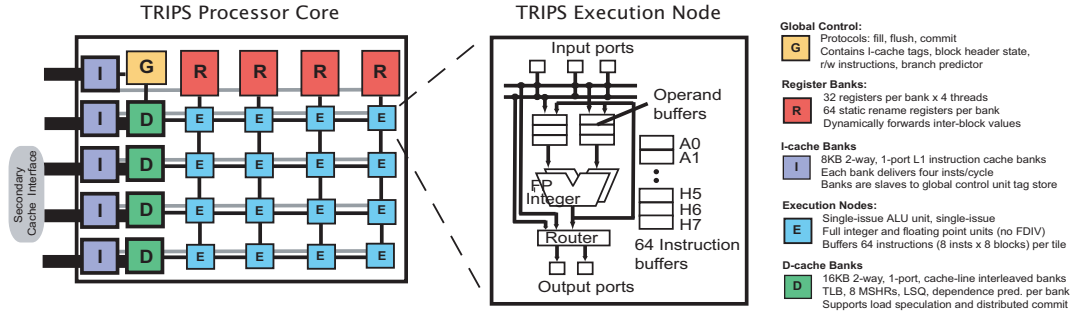 TRIPS Processor Core
I
G
R
R
R
R
I
D
E
E
E
E
I
D
E
E
E
E
I
D
E
E
E
E
I
D
E
E
E
E
Secondary
Cache Interface
TRIPS Execution Node
Input ports
Operand
buffers
A0
A1
FP
Integer
H5
H6
H7
Router
64 Instruction
buffers
Output ports
Global Control:
G
Protocols: fill, flush, commit
Contains I-cache tags, block header state,
r/w instructions, branch predictor
Register Banks:
R
32 registers per bank x 4 threads
64 static rename registers per bank
Dynamically forwards inter-block values
I-cache Banks
I
8KB 2-way, 1-port L1 instruction cache banks
Each bank delivers four insts/cycle
Banks are slaves to global control unit tag store
Execution Nodes:
E
Single-issue ALU unit, single-issue
Full integer and floating point units (no FDIV)
Buffers 64 instructions (8 insts x 8 blocks) per tile
D-cache Banks
D
16KB 2-way, 1-port, cache-line interleaved banks
TLB, 8 MSHRs, LSQ, dependence pred. per bank
Supports load speculation and distributed commit